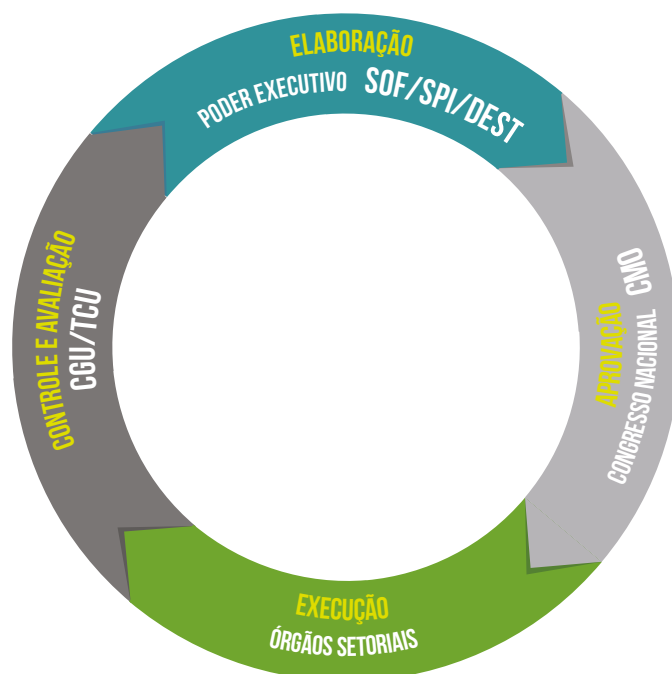 ELABORAÇÃO
PODER EXECUTIVO SOF/SPI/DEST
APROVAÇÃO
CONGRESSO NACIONAL CMO
EXECUÇÃO
ÓRGÃOS SETORIAIS
CONTROLE E AVALIAÇÃO
CGU/TCU